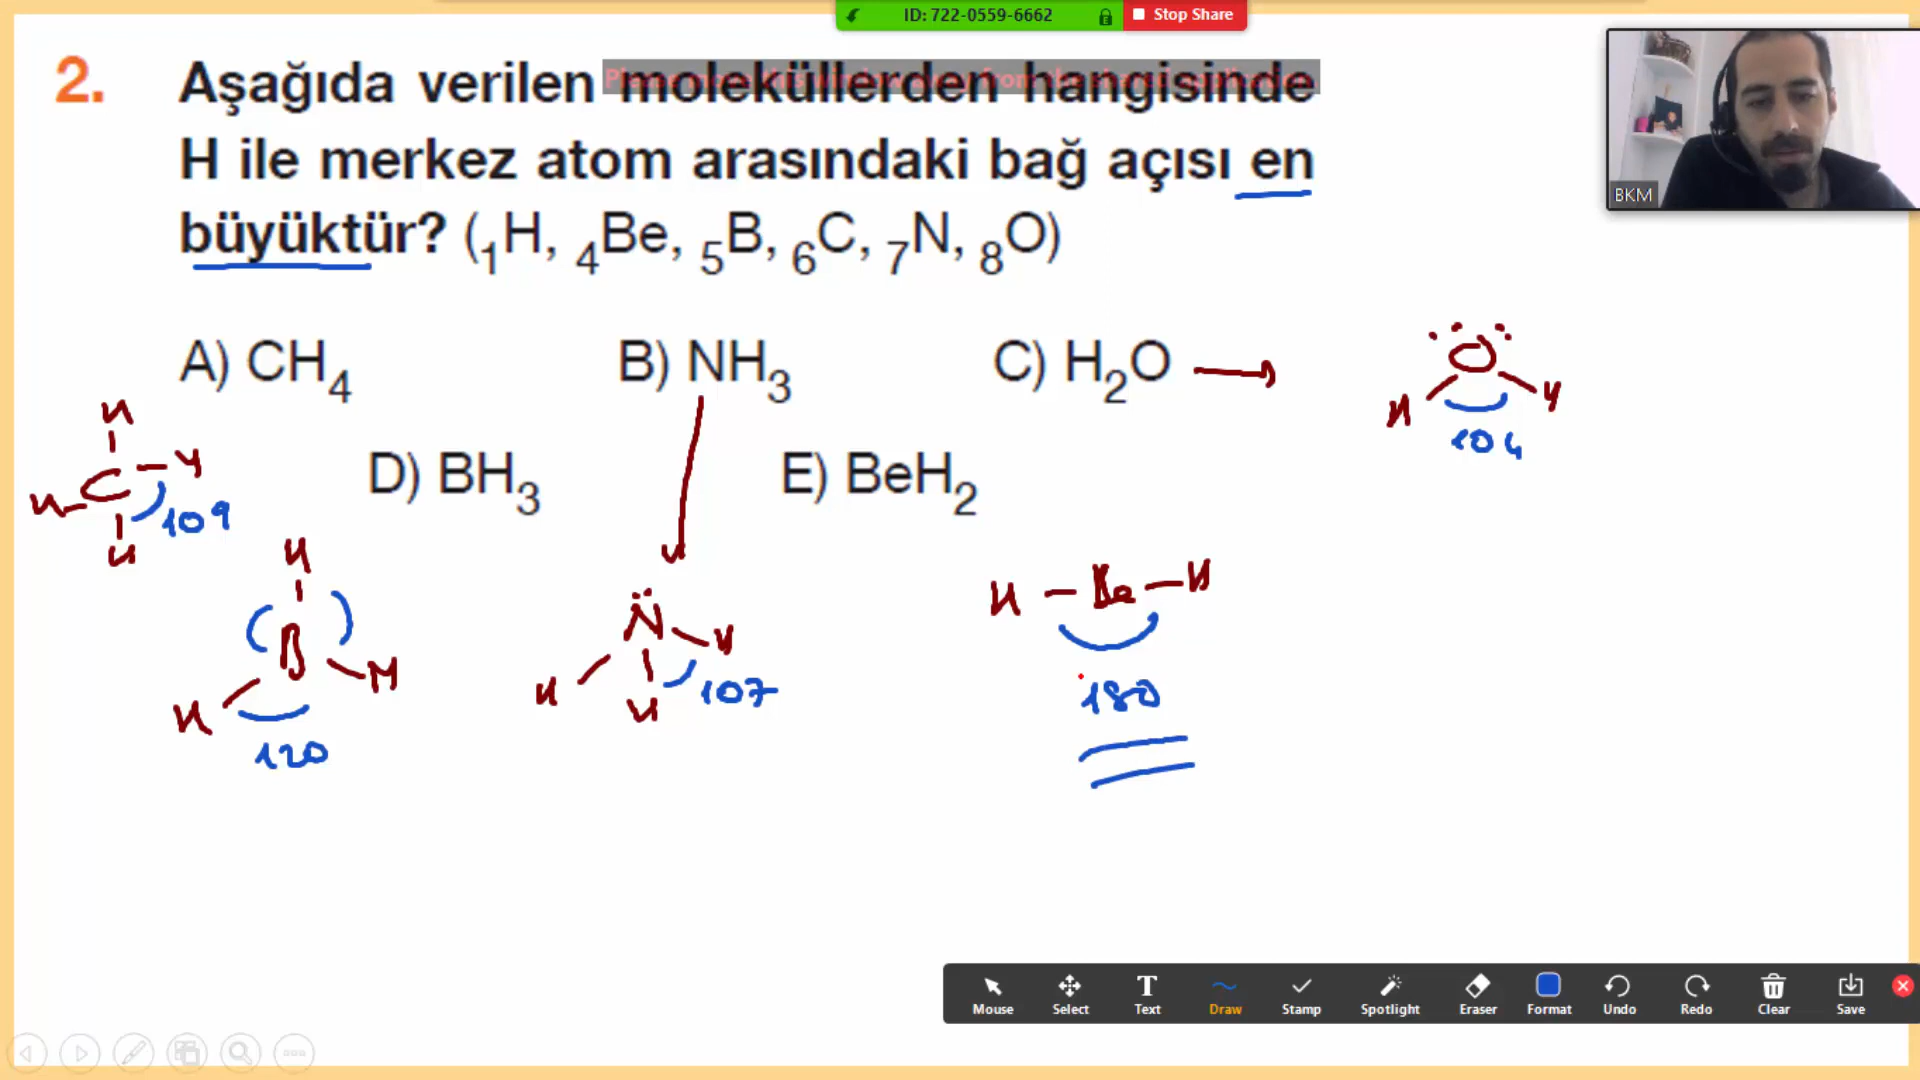 ID: 722-0559-6662
Stop Share
2. Aşağıda verilen moleküllerden hangisinde
H ile merkez atom arasındaki bağ açısı en
büyüktür? (₁H, ₄Be, ₅B, ₆C, ₇N, ₈O)
BKM
A) CH₄ B) NH₃ C) H₂O
D) BH₃ E) BeH₂
O
H H
104
H
C H
H
H
109
H
B
H H
120
N
H H
H
107
H Be H
180
Mouse Select Text Draw Stamp Spotlight Eraser Format Undo Redo Clear Save